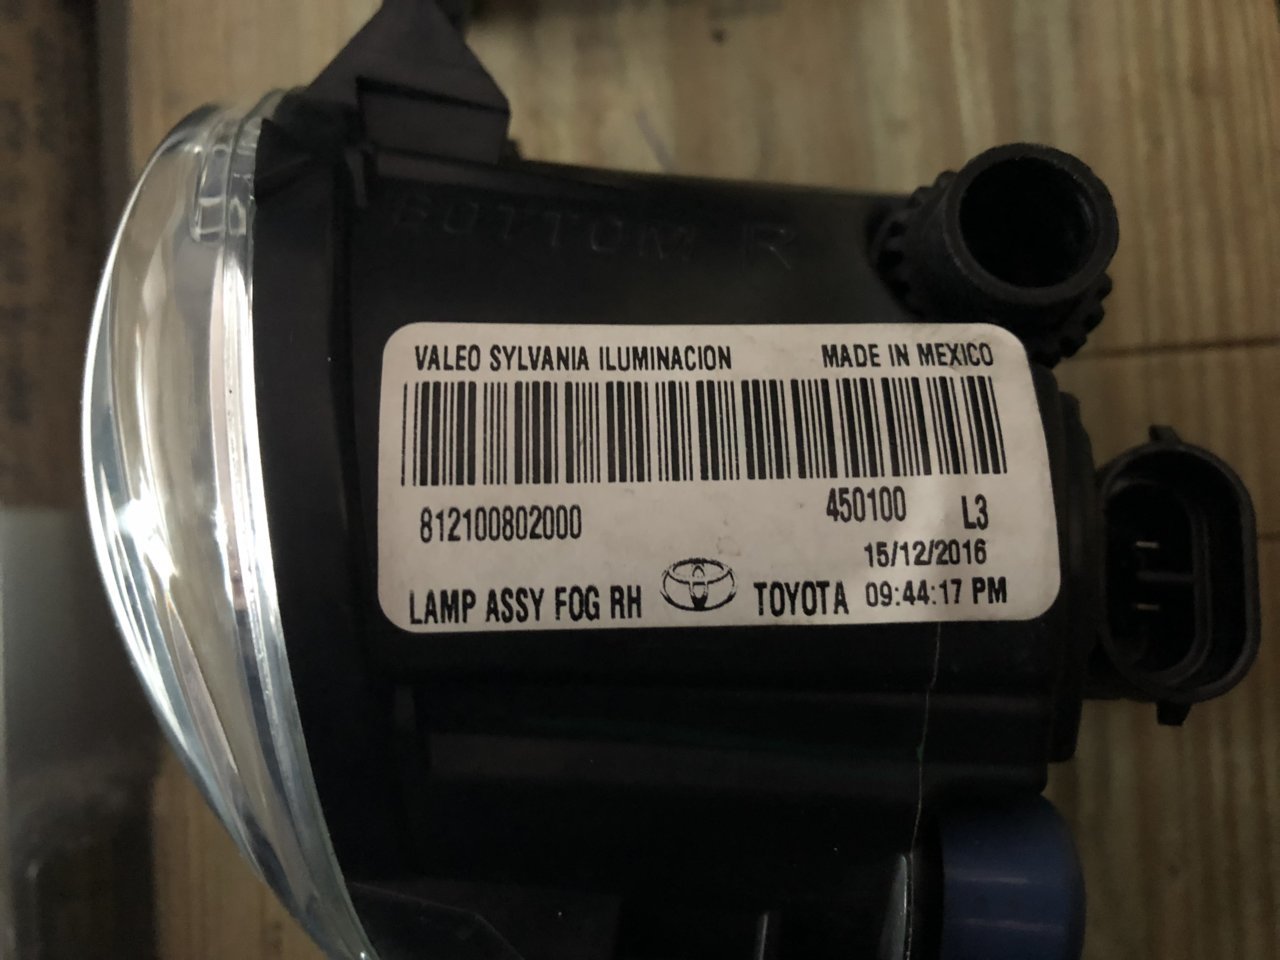 BOTTOM R
VALEO SYLVANIA ILUMINACION MADE IN MEXICO
812100802000 450100 L3
15/12/2016
LAMP ASSY FOG RH TOYOTA 09:44:17 PM